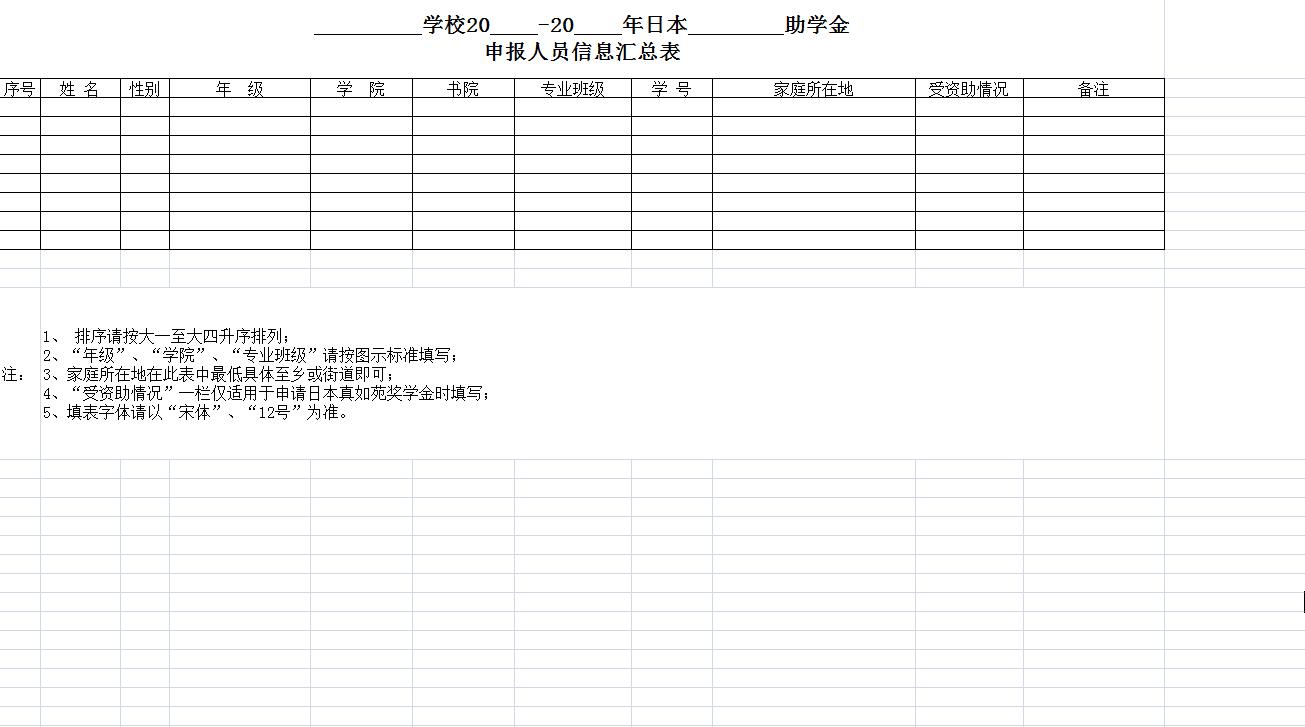 _________学校20____-20____年日本________助学金
申报人员信息汇总表
序号 姓 名 性别 年 级 学 院 书院 专业班级 学 号 家庭所在地 受资助情况 备注
注：
1、 排序请按大一至大四升序排列；
2、“年级”、“学院”、“专业班级”请按图示标准填写；
3、家庭所在地在此表中最低具体至乡或街道即可；
4、“受资助情况”一栏仅适用于申请日本真如苑奖学金时填写；
5、填表字体请以“宋体”、“12号”为准。